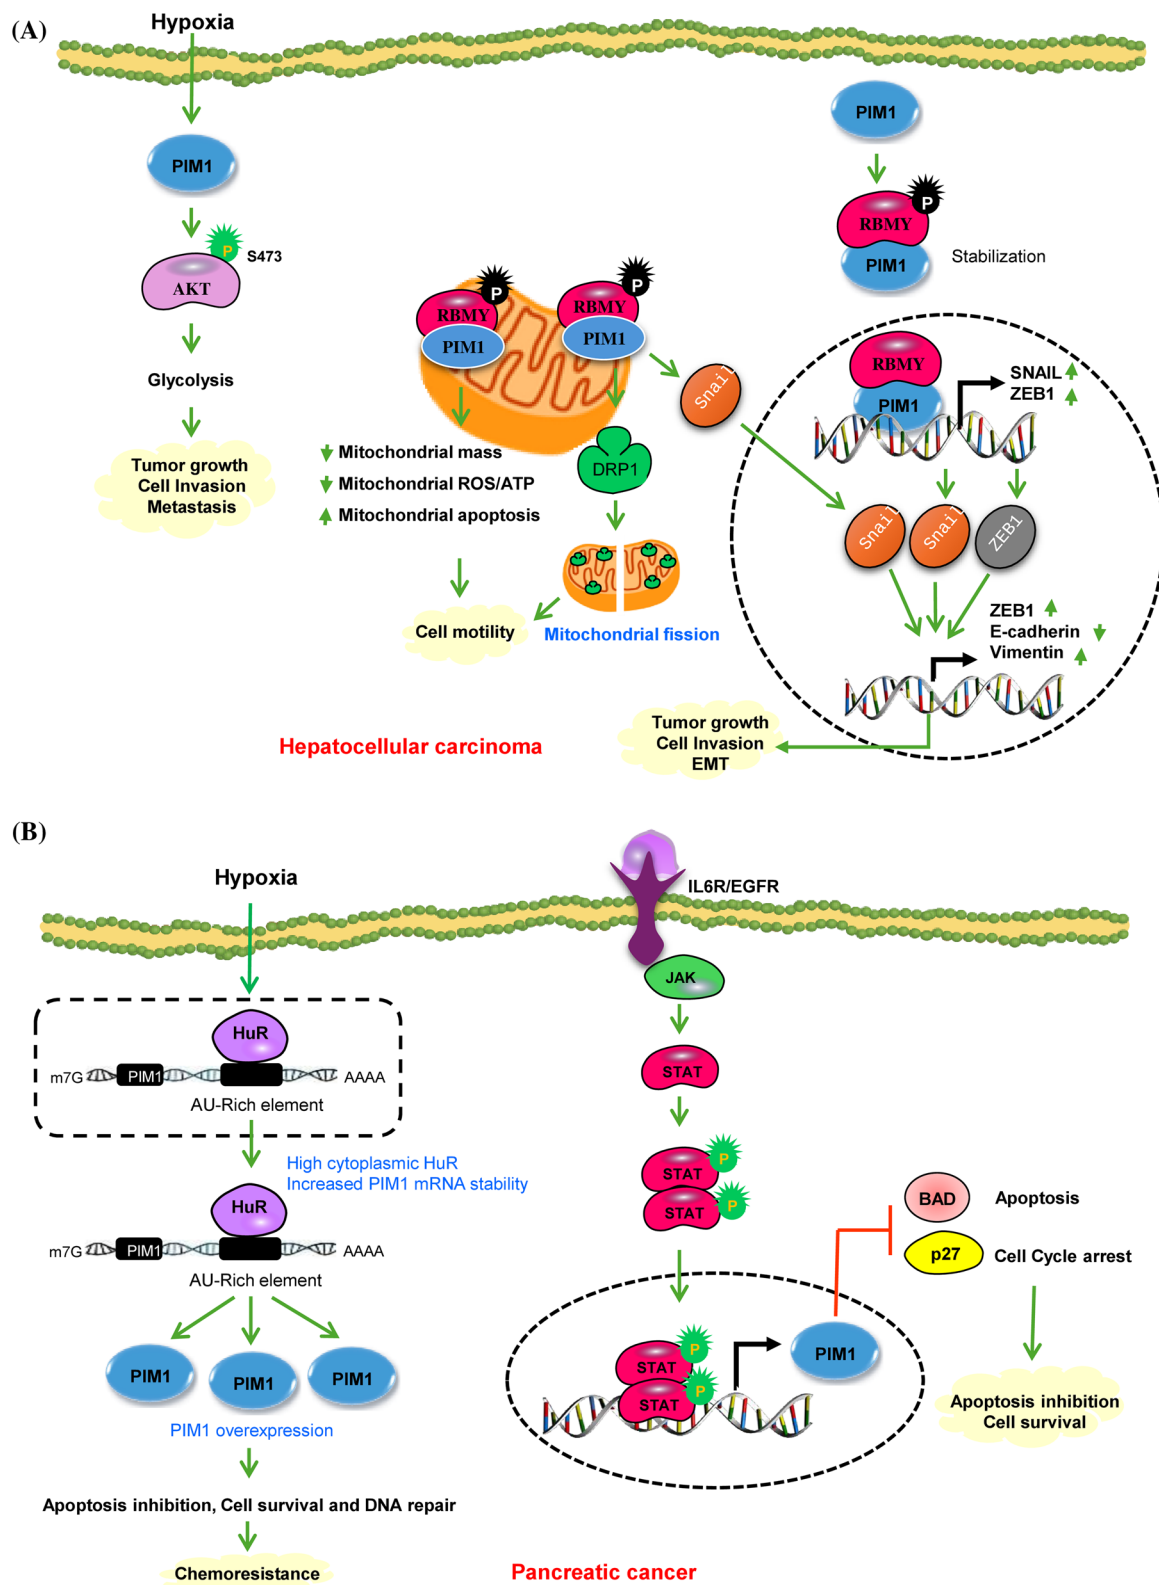 (A)
Hypoxia
PIM1
P
S473
AKT
Glycolysis
Tumor growth
Cell Invasion
Metastasis
P
RBMY
PIM1
P
RBMY
PIM1
Mitochondrial mass
Mitochondrial ROS/ATP
Mitochondrial apoptosis
DRP1
Cell motility
Mitochondrial fission
Snail
PIM1
P
RBMY
PIM1
Stabilization
RBMY
PIM1
SNAIL
ZEB1
Snail
Snail
ZEB1
ZEB1
E-cadherin
Vimentin
Tumor growth
Cell Invasion
EMT
Hepatocellular carcinoma
(B)
Hypoxia
HuR
m7G
PIM1
AAAA
AU-Rich element
High cytoplasmic HuR
Increased PIM1 mRNA stability
HuR
m7G
PIM1
AAAA
AU-Rich element
PIM1
PIM1
PIM1
PIM1 overexpression
Apoptosis inhibition, Cell survival and DNA repair
Chemoresistance
IL6R/EGFR
JAK
STAT
P
STAT
P
STAT
P
STAT
P
STAT
PIM1
BAD
Apoptosis
p27
Cell Cycle arrest
Apoptosis inhibition
Cell survival
Pancreatic cancer